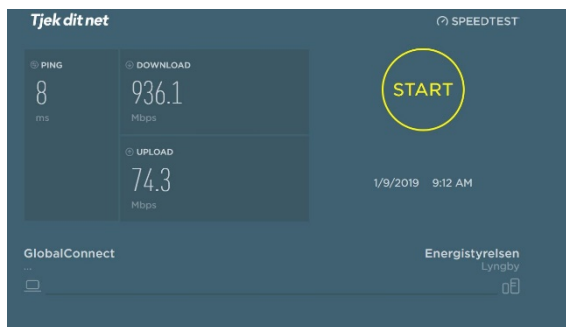 Tjek dit net
SPEEDTEST
PING
8
ms
DOWNLOAD
936.1
Mbps
UPLOAD
74.3
Mbps
START
1/9/2019 9:12 AM
GlobalConnect
...
Energistyrelsen
Lyngby